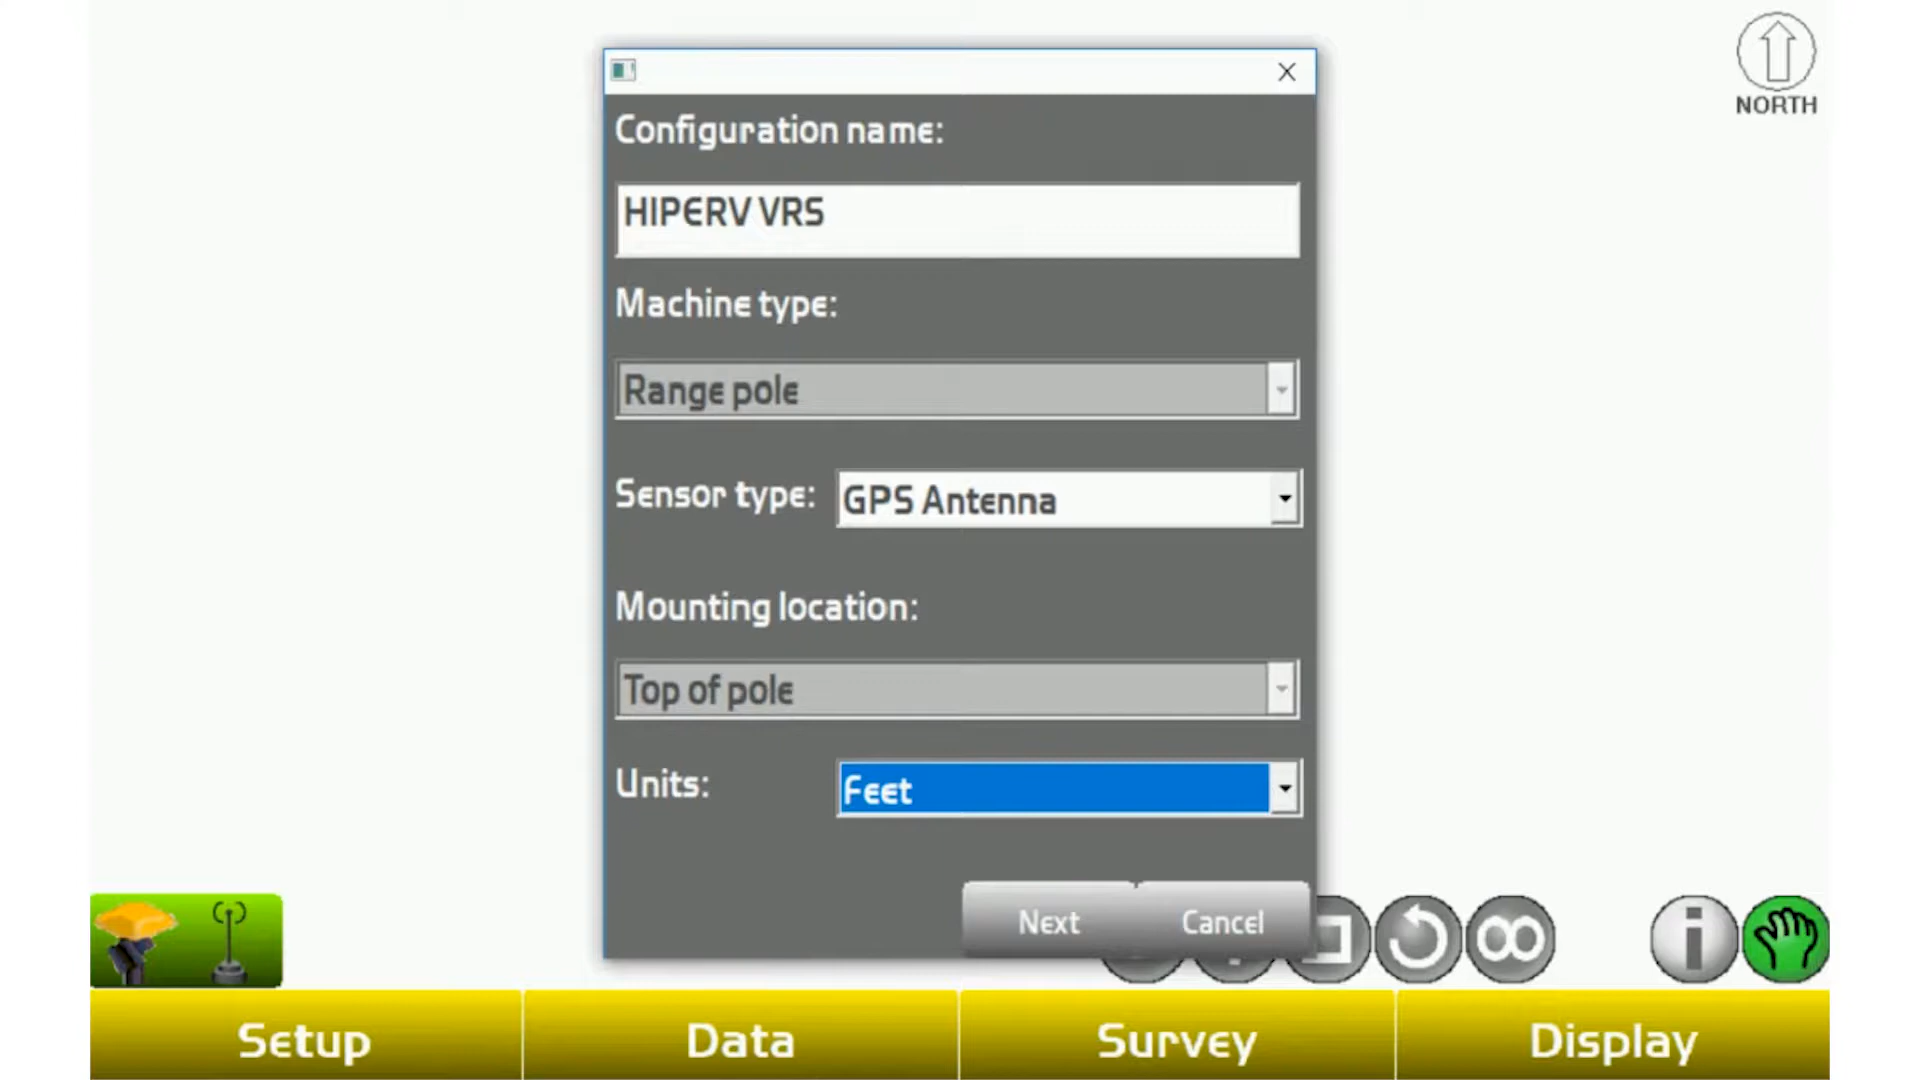 NORTH
Configuration name:
HIPERV VRS
Machine type:
Range pole
Sensor type: GPS Antenna
Mounting location:
Top of pole
Units: Feet
Next Cancel
Setup Data Survey Display